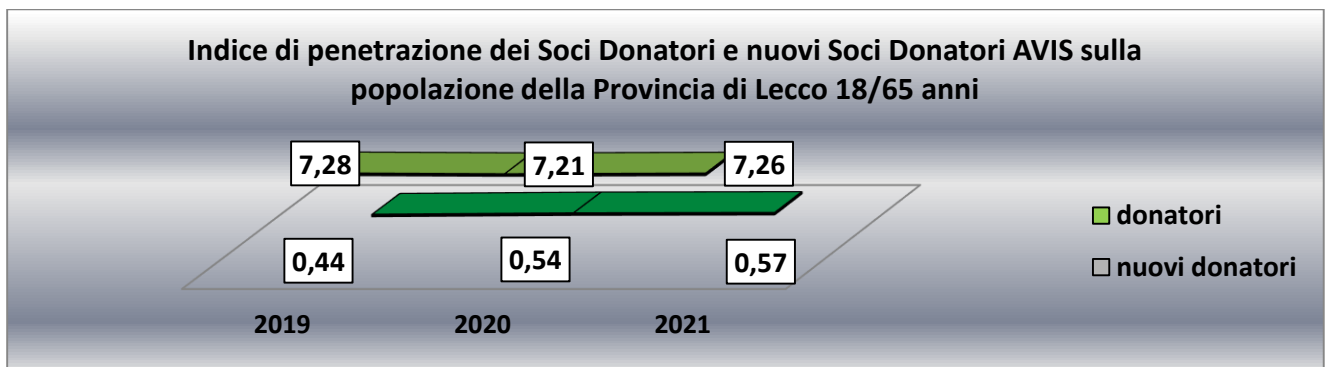 Indice di penetrazione dei Soci Donatori e nuovi Soci Donatori AVIS sulla
popolazione della Provincia di Lecco 18/65 anni
7,28 7,21 7,26
donatori
0,44 0,54 0,57
nuovi donatori
2019 2020 2021